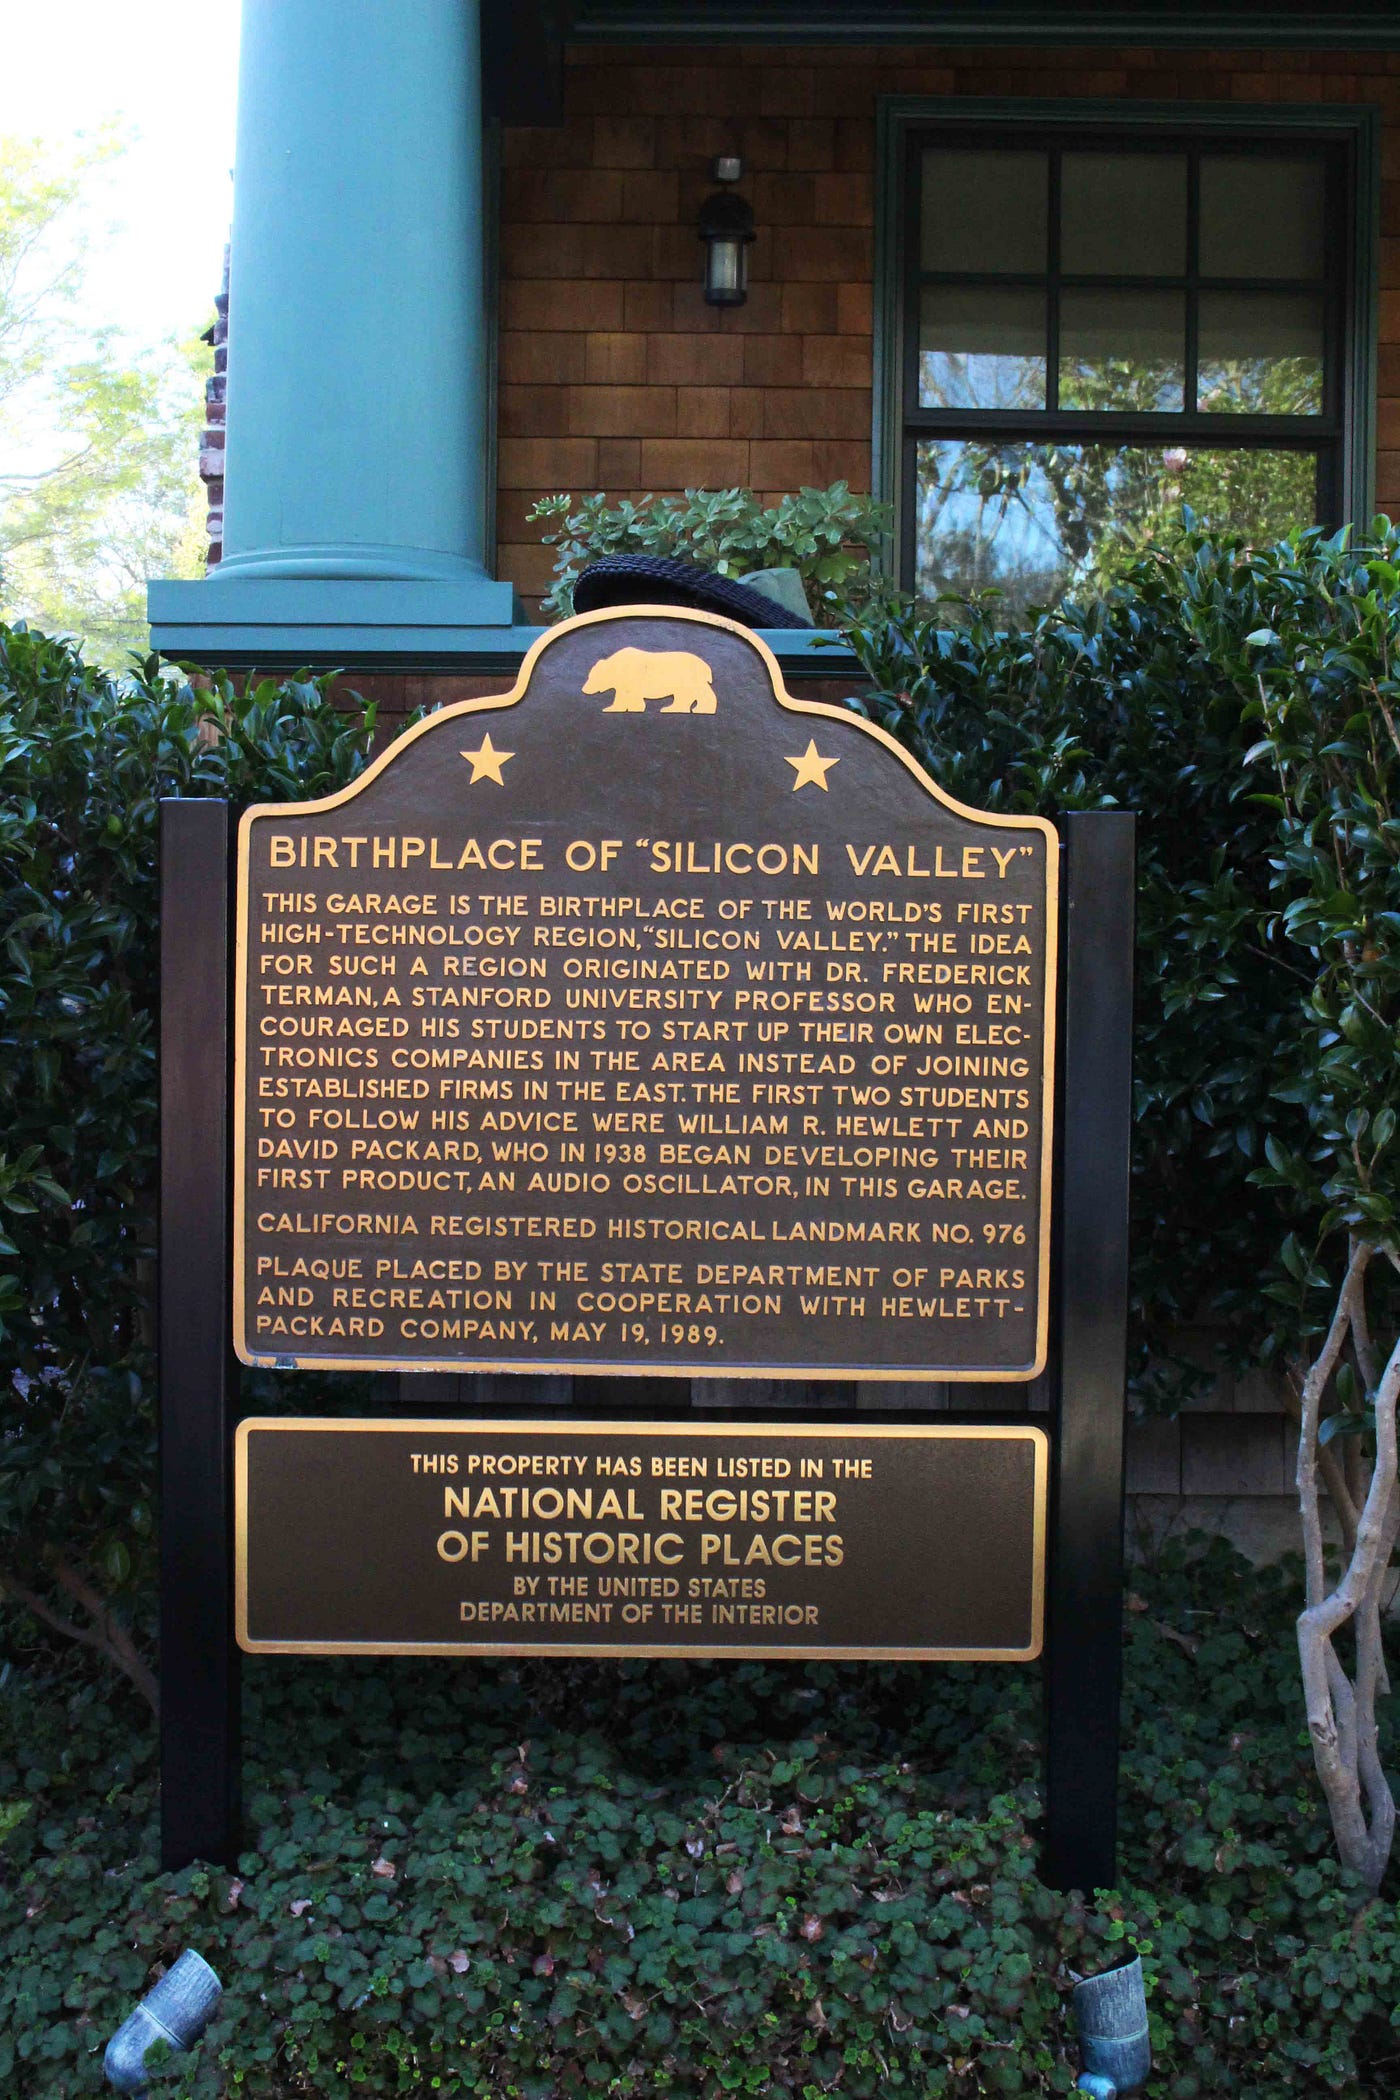 BIRTHPLACE OF “SILICON VALLEY”
THIS GARAGE IS THE BIRTHPLACE OF THE WORLD'S FIRST
HIGH-TECHNOLOGY REGION, “SILICON VALLEY.” THE IDEA
FOR SUCH A REGION ORIGINATED WITH DR. FREDERICK
TERMAN, A STANFORD UNIVERSITY PROFESSOR WHO EN-
COURAGED HIS STUDENTS TO START UP THEIR OWN ELEC-
TRONICS COMPANIES IN THE AREA INSTEAD OF JOINING
ESTABLISHED FIRMS IN THE EAST. THE FIRST TWO STUDENTS
TO FOLLOW HIS ADVICE WERE WILLIAM R. HEWLETT AND
DAVID PACKARD, WHO IN 1938 BEGAN DEVELOPING THEIR
FIRST PRODUCT, AN AUDIO OSCILLATOR, IN THIS GARAGE.
CALIFORNIA REGISTERED HISTORICAL LANDMARK NO. 976
PLAQUE PLACED BY THE STATE DEPARTMENT OF PARKS
AND RECREATION IN COOPERATION WITH HEWLETT-
PACKARD COMPANY, MAY 19, 1989.
THIS PROPERTY HAS BEEN LISTED IN THE
NATIONAL REGISTER
OF HISTORIC PLACES
BY THE UNITED STATES
DEPARTMENT OF THE INTERIOR